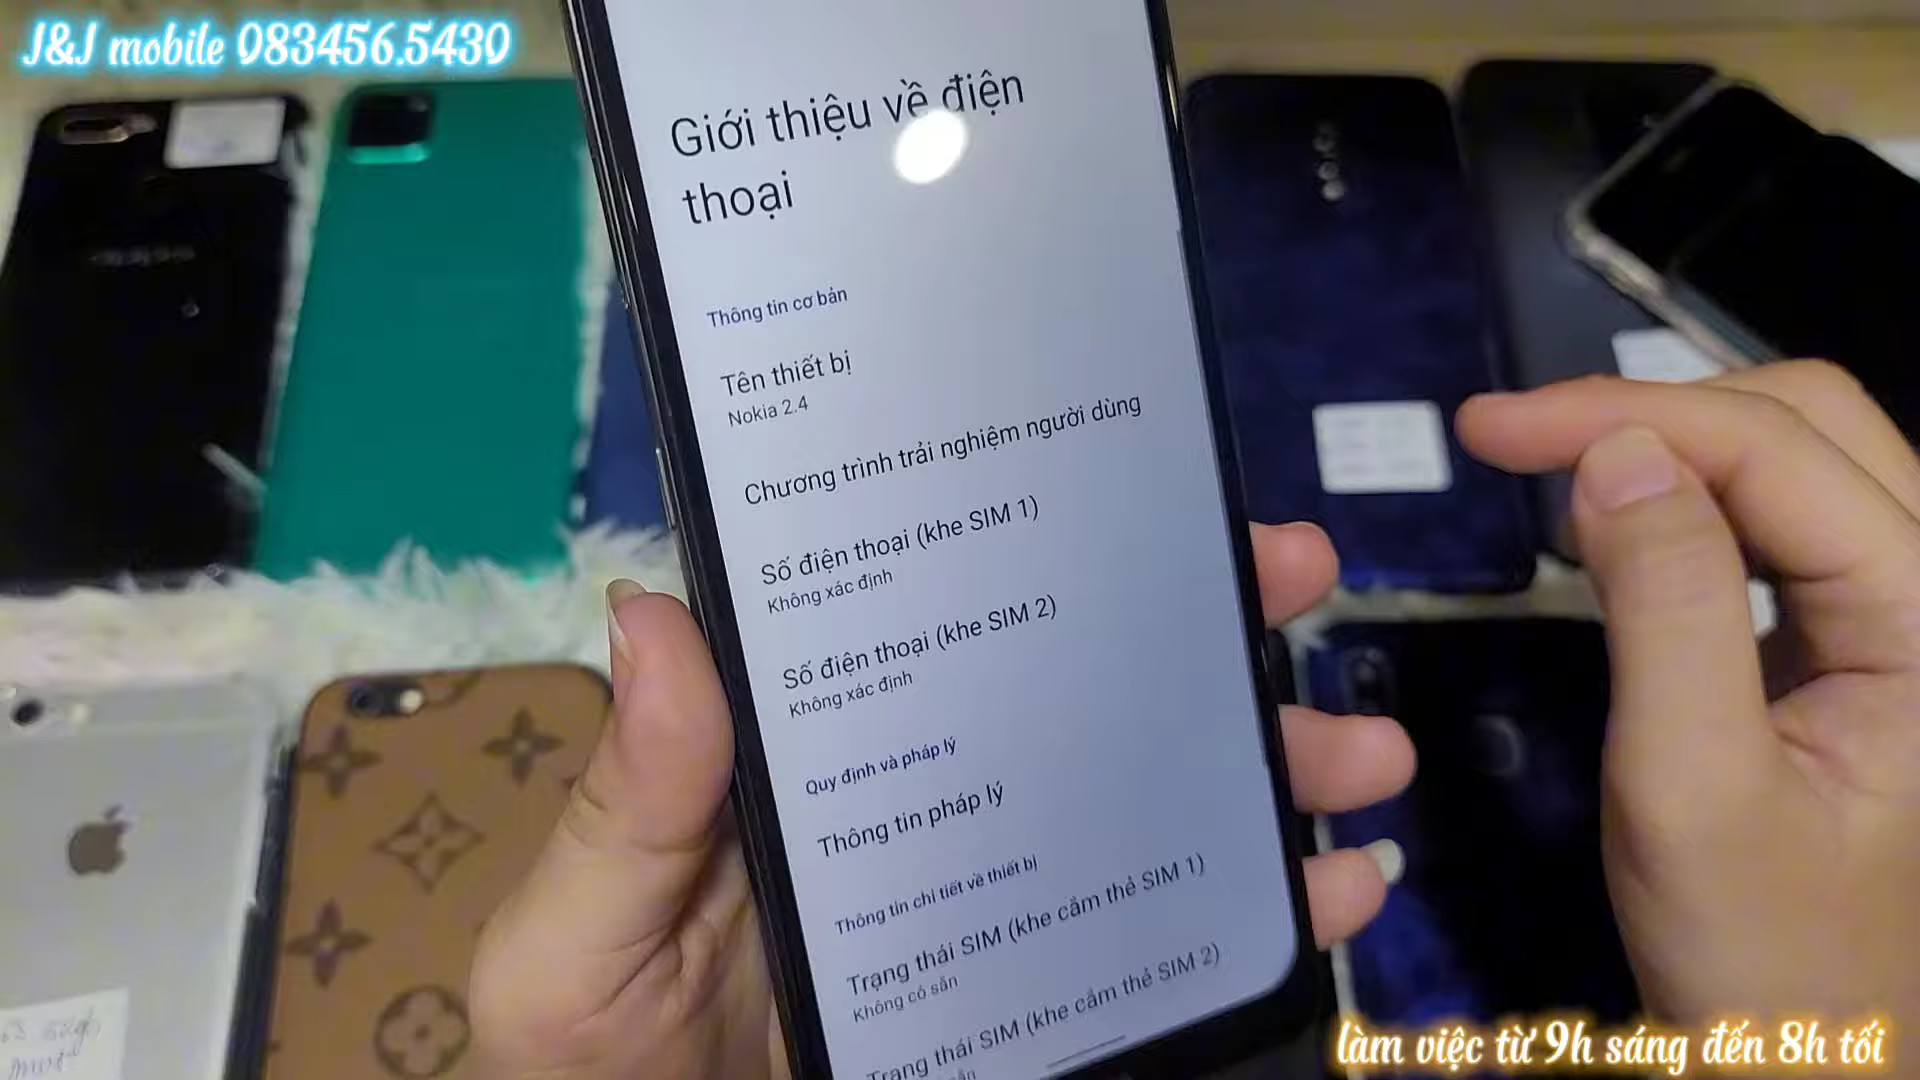 J&J mobile 083456.5430
Giới thiệu về điện
thoại
Thông tin cơ bản
Tên thiết bị
Nokia 2.4
Chương trình trải nghiệm người dùng
Số điện thoại (khe SIM 1)
Không xác định
Số điện thoại (khe SIM 2)
Không xác định
Quy định và pháp lý
Thông tin pháp lý
Thông tin chi tiết về thiết bị
Trạng thái SIM (khe cắm thẻ SIM 1)
Không có sẵn
Trạng thái SIM (khe cắm thẻ SIM 2)
sẵn
làm việc từ 9h sáng đến 8h tối